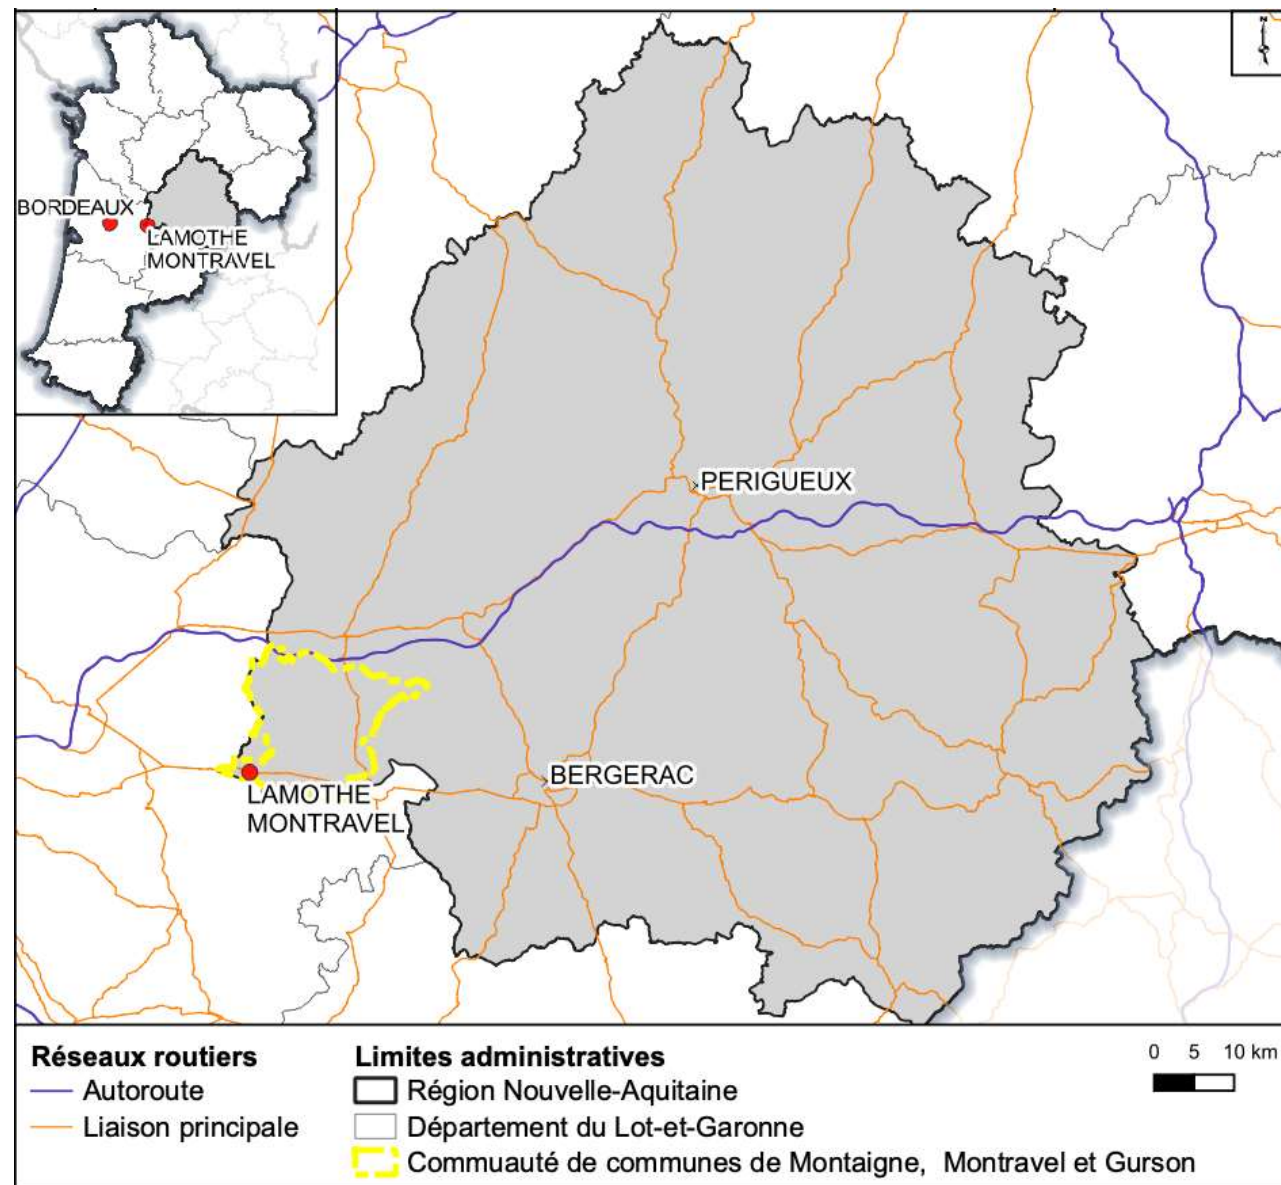 N
BORDEAUX
LAMOTHE
MONTRAVEL
PERIGUEUX
BERGERAC
LAMOTHE
MONTRAVEL
Réseaux routiers
Autoroute
Liaison principale
Limites administratives
Région Nouvelle-Aquitaine
Département du Lot-et-Garonne
Commuauté de communes de Montaigne, Montravel et Gurson
0 5 10 km